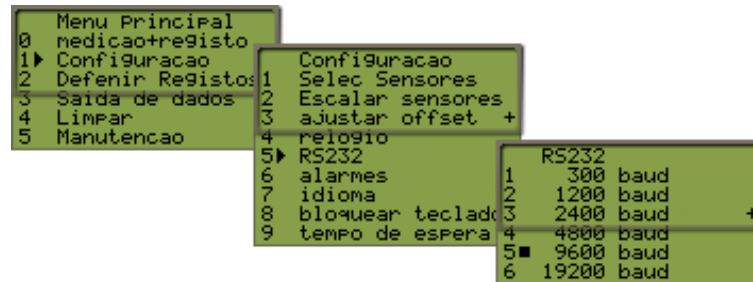 Menu Principal
0 medicao+registo
1▶ Configuracao
2 Defenir Registos
3 Saida de dados
4 Limpar
5 Manutencao
Configuracao
1 Selec Sensores
2 Escalar sensores
3 ajustar offset +
4 relogio
5▶ RS232
6 alarmes
7 idioma
8 bloquear teclado
9 tempo de espera
RS232
1 300 baud
2 1200 baud
3 2400 baud +
4 4800 baud
5■ 9600 baud
6 19200 baud